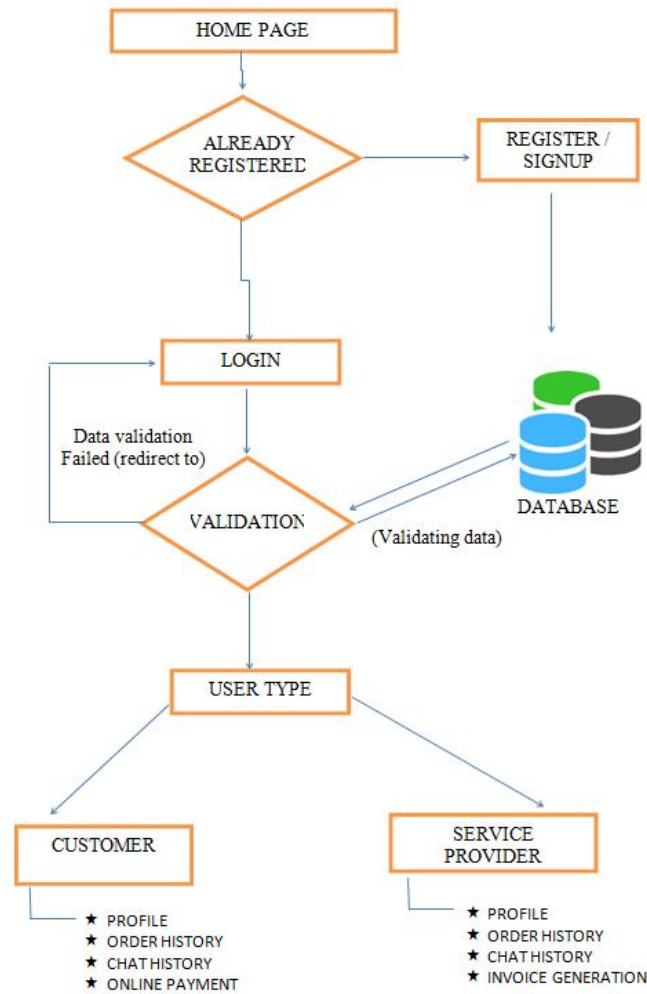 HOME PAGE
ALREADY
REGISTERED
REGISTER /
SIGNUP
LOGIN
Data validation
Failed (redirect to)
VALIDATION
(Validating data)
DATABASE
USER TYPE
CUSTOMER
★ PROFILE
★ ORDER HISTORY
★ CHAT HISTORY
★ ONLINE PAYMENT
SERVICE
PROVIDER
★ PROFILE
★ ORDER HISTORY
★ CHAT HISTORY
★ INVOICE GENERATION